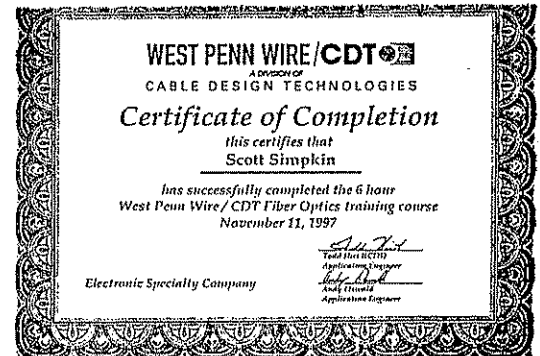 WEST PENN WIRE/CDT
A DIVISION OF
CABLE DESIGN TECHNOLOGIES
Certificate of Completion
this certifies that
Scott Simpkin
has successfully completed the 6 hour
West Penn Wire/CDT Fiber Optics training course
November 11, 1997
Todd
Application Engineer
Electronic Specialty Company
Andy
Application Engineer